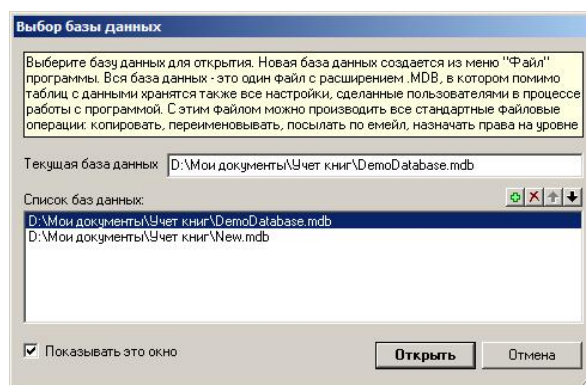 Выбор базы данных
Выберите базу данных для открытия. Новая база данных создается из меню "Файл"
программы. Вся база данных - это один файл с расширением .MDB, в котором помимо
таблиц с данными хранятся также все настройки, сделанные пользователями в процессе
работы с программой. С этим файлом можно производить все стандартные файловые
операции: копировать, переименовывать, посылать по емейл, назначать права на уровне
Текущая база данных D:\Мои документы\Учет книг\DemoDatabase.mdb
Список баз данных:
D:\Мои документы\Учет книг\DemoDatabase.mdb
D:\Мои документы\Учет книг\New.mdb
Показывать это окно Открыть Отмена